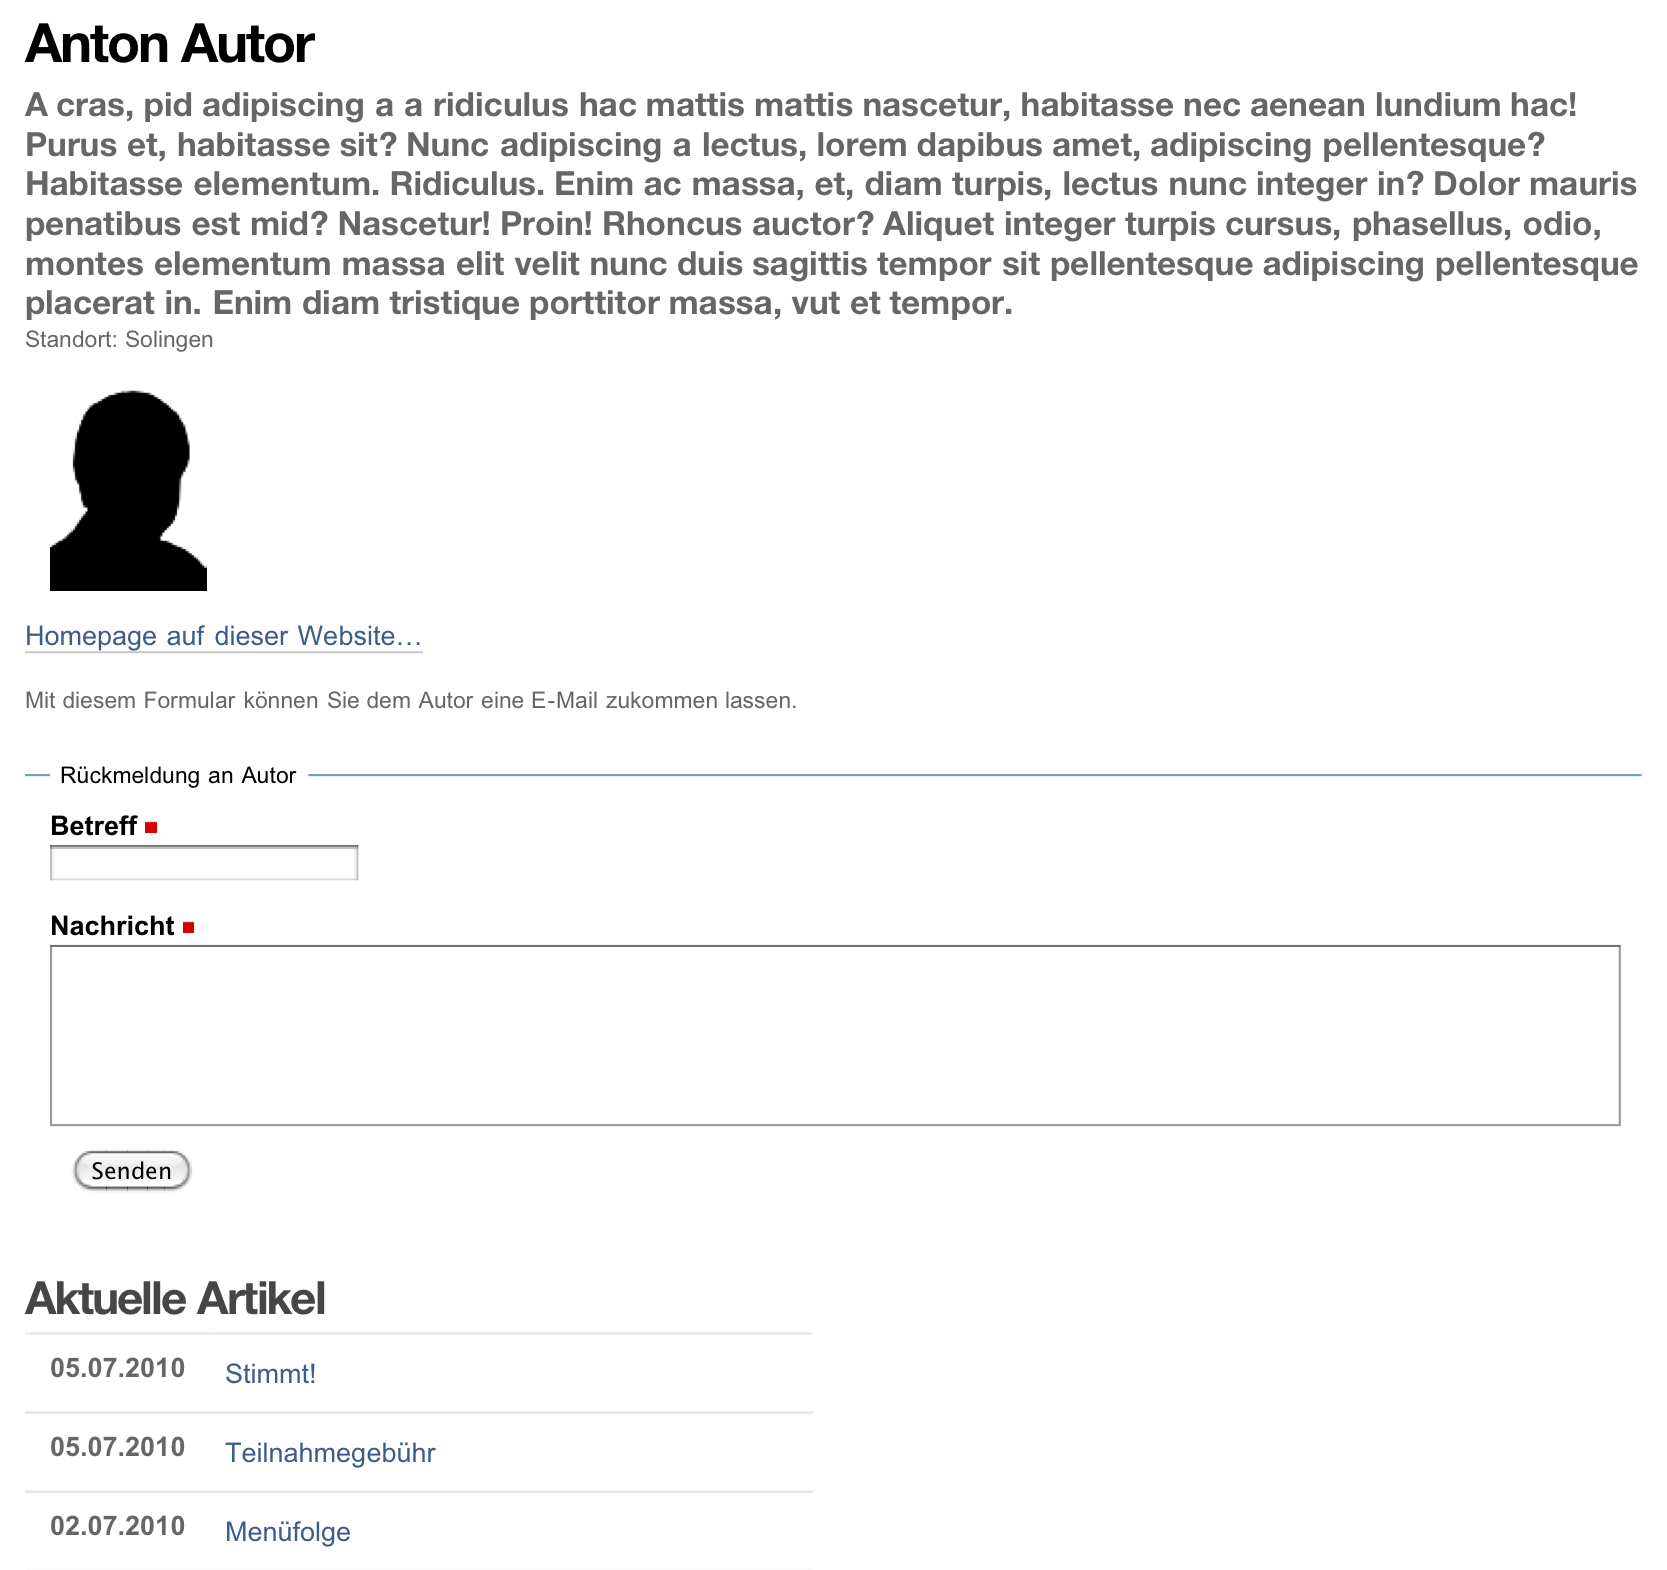 Anton Autor
A cras, pid adipiscing a a ridiculus hac mattis mattis nascetur, habitasse nec aenean lundium hac!
Purus et, habitasse sit? Nunc adipiscing a lectus, lorem dapibus amet, adipiscing pellentesque?
Habitasse elementum. Ridiculus. Enim ac massa, et, diam turpis, lectus nunc integer in? Dolor mauris
penatibus est mid? Nascetur! Proin! Rhoncus auctor? Aliquet integer turpis cursus, phasellus, odio,
montes elementum massa elit velit nunc duis sagittis tempor sit pellentesque adipiscing pellentesque
placerat in. Enim diam tristique porttitor massa, vut et tempor.
Standort: Solingen
Homepage auf dieser Website…
Mit diesem Formular können Sie dem Autor eine E-Mail zukommen lassen.
Rückmeldung an Autor
Betreff
Nachricht
Senden
Aktuelle Artikel
05.07.2010 Stimmt!
05.07.2010 Teilnahmegebühr
02.07.2010 Menüfolge